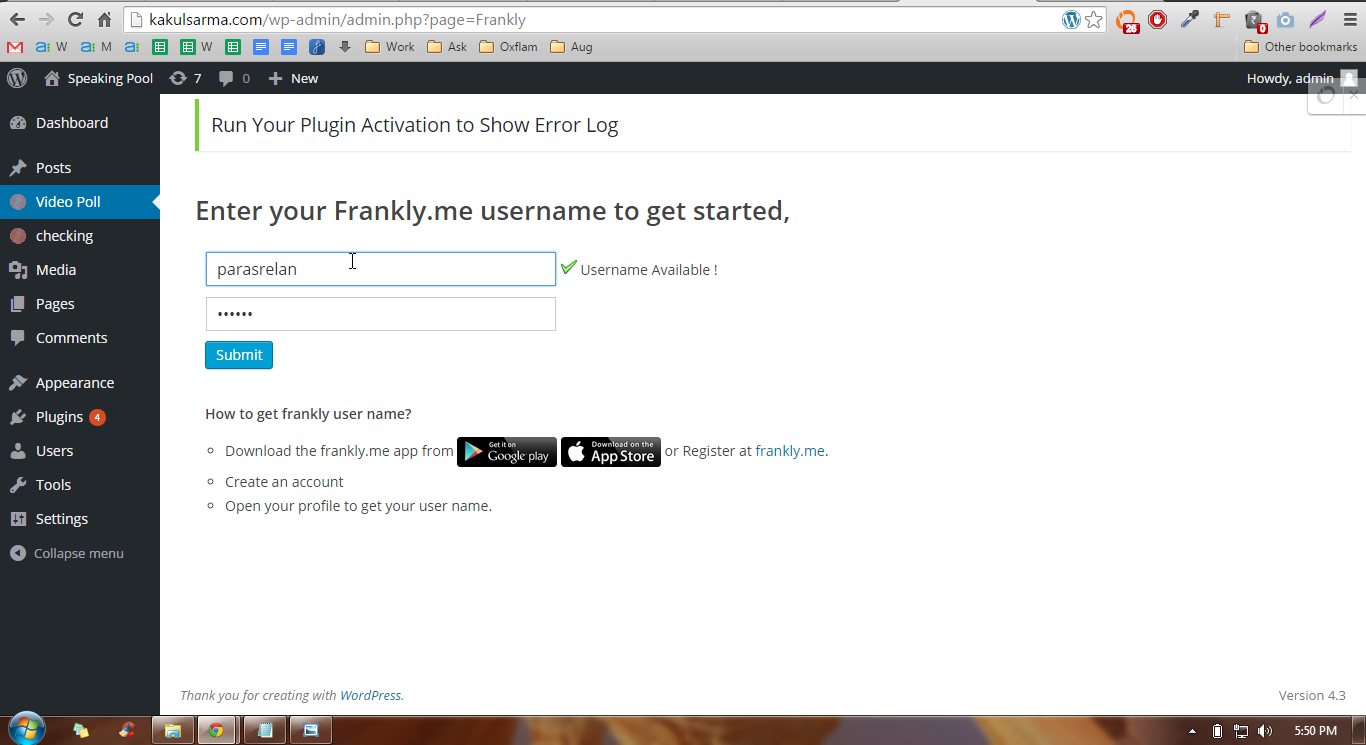 kakulsarma.com/wp-admin/admin.php?page=Frankly
26
0
W
M
W
Work
Ask
Oxflam
Aug
Other bookmarks
Speaking Pool
7
0
New
Howdy, admin
Dashboard
Posts
Video Poll
checking
Media
Pages
Comments
Appearance
Plugins 4
Users
Tools
Settings
Collapse menu
Run Your Plugin Activation to Show Error Log
Enter your Frankly.me username to get started,
parasrelan
Username Available !
••••••
Submit
How to get frankly user name?
Download the frankly.me app from Get it on Google play Download on the App Store or Register at frankly.me.
Create an account
Open your profile to get your user name.
Thank you for creating with WordPress.
Version 4.3
5:50 PM